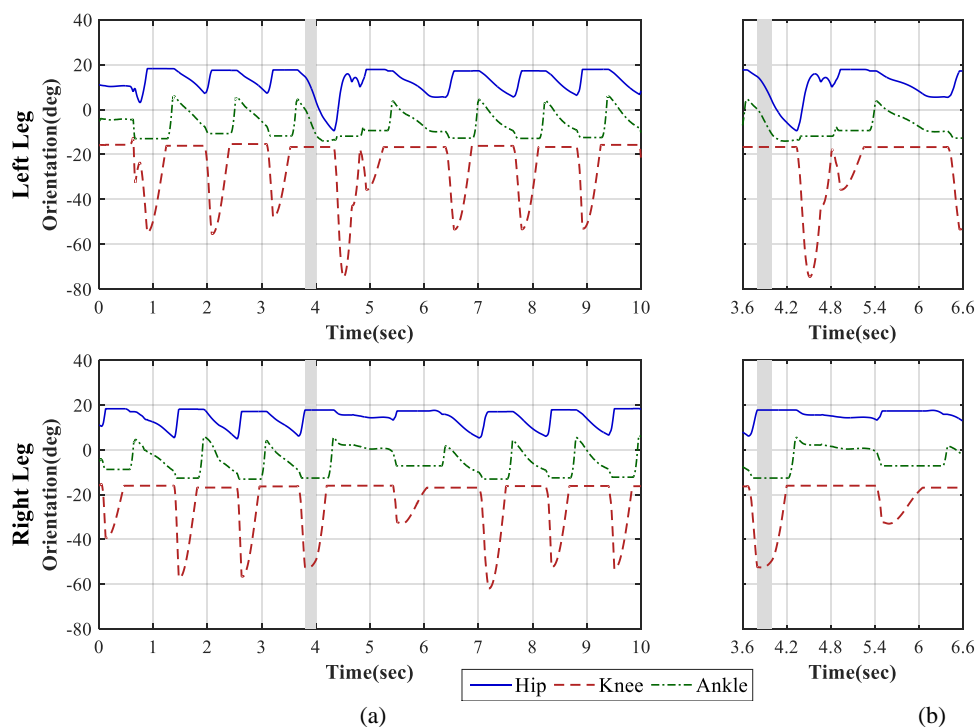 40
20
0
-20
-40
-60
-80
Left Leg
Orientation(deg)
0 1 2 3 4 5 6 7 8 9 10
Time(sec)
3.6 4.2 4.8 5.4 6.6
Time(sec)
40
20
0
-20
-40
-60
-80
Right Leg
Orientation(deg)
0 1 2 3 4 5 6 7 8 9 10
Time(sec)
3.6 4.2 4.8 5.4 6.6
Time(sec)
Hip Knee Ankle
(a) (b)